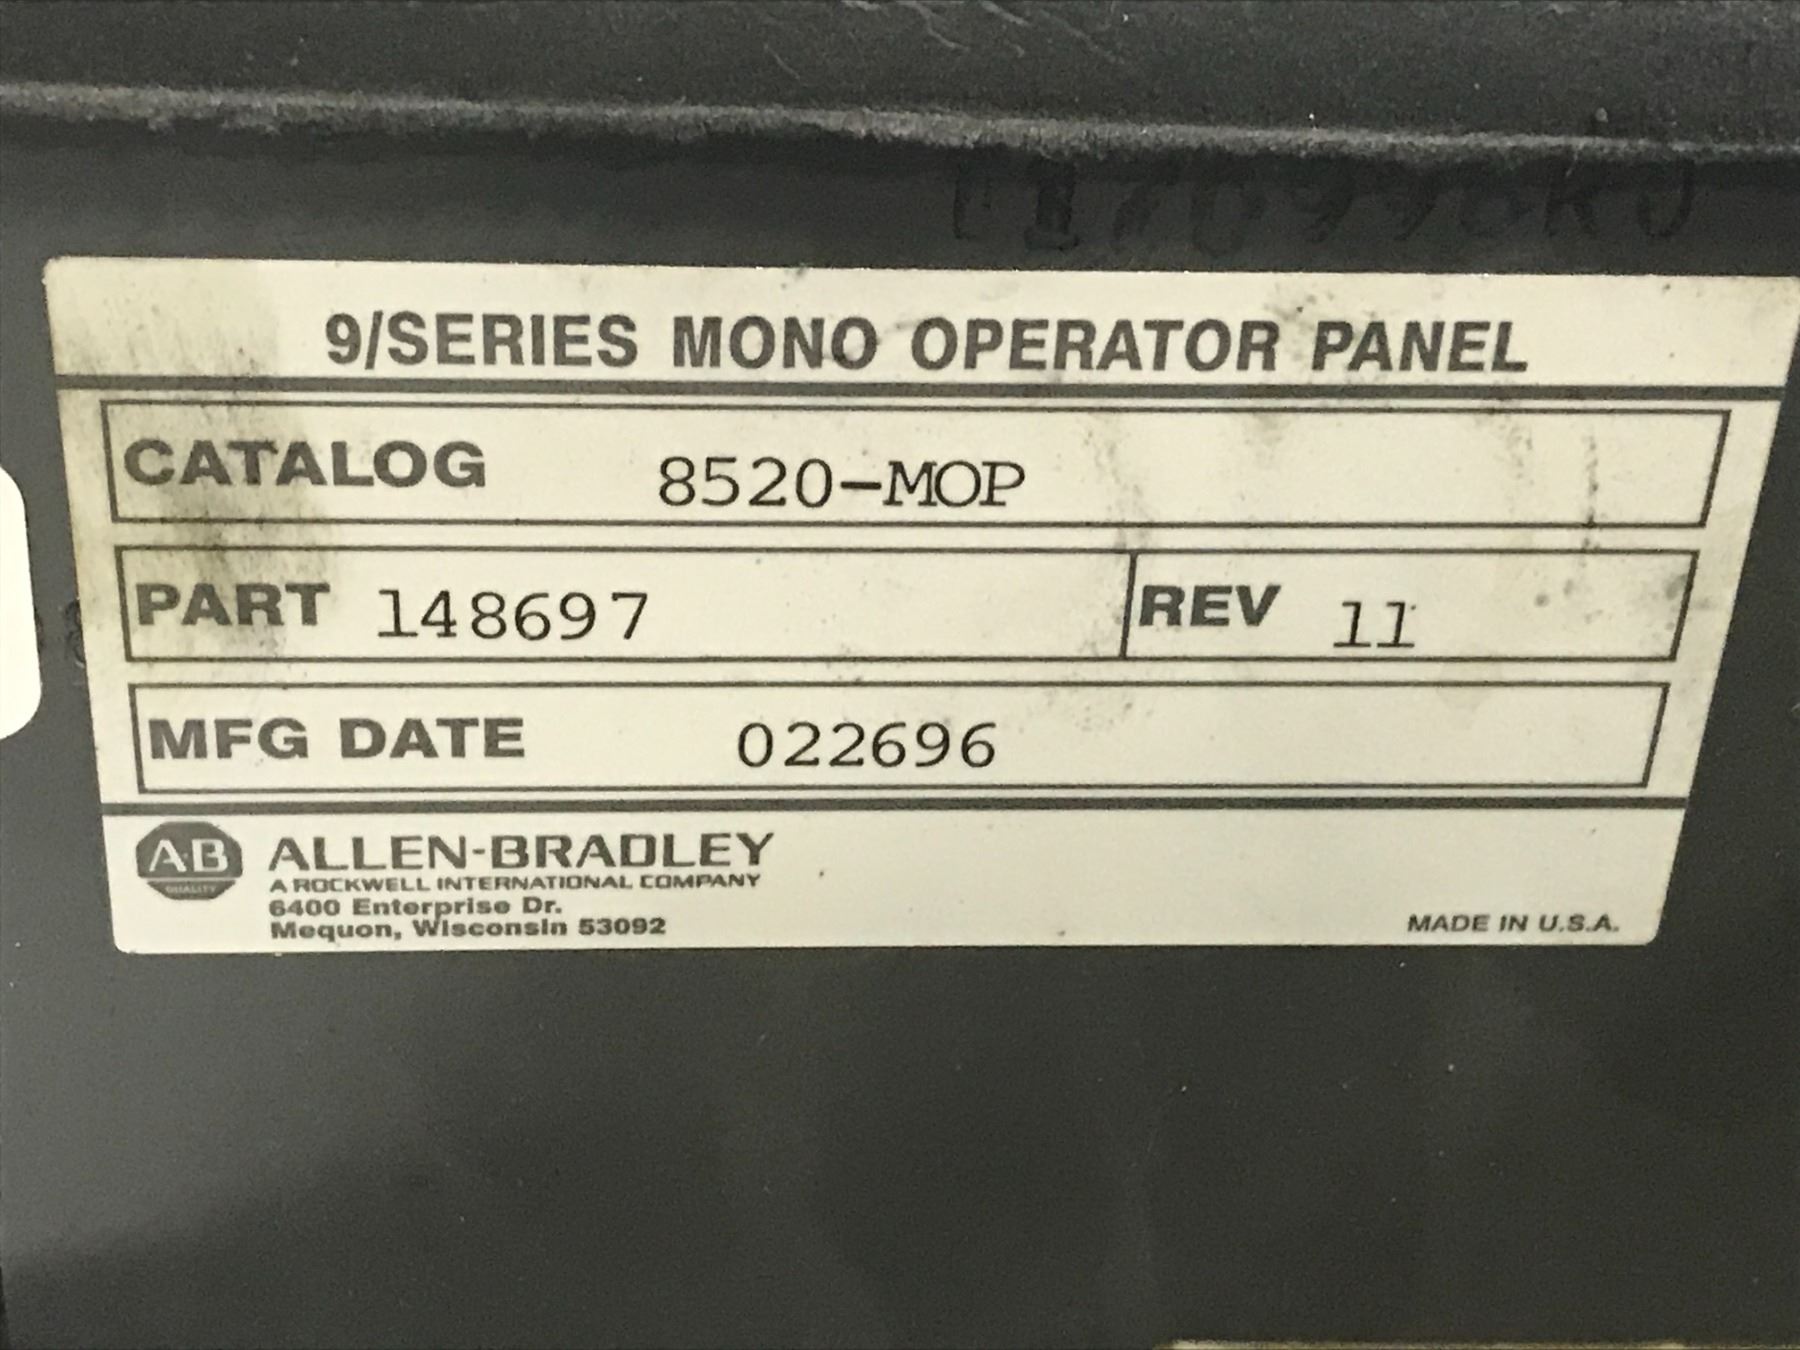 9/SERIES MONO OPERATOR PANEL
CATALOG 8520-MOP
PART 148697 REV 11
MFG DATE 022696
A-B QUALITY
ALLEN-BRADLEY
A ROCKWELL INTERNATIONAL COMPANY
6400 Enterprise Dr.
Mequon, Wisconsin 53092
MADE IN U.S.A.